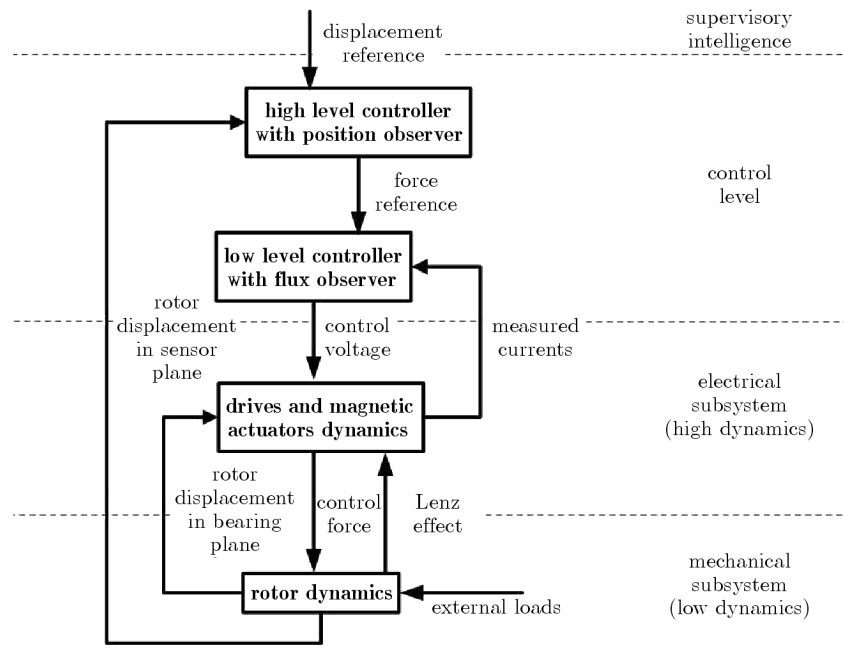 displacement
reference
supervisory
intelligence
high level controller
with position observer
force
reference
control
level
low level controller
with flux observer
rotor
displacement
in sensor
plane
control
voltage
measured
currents
drives and magnetic
actuators dynamics
electrical
subsystem
(high dynamics)
rotor
displacement
in bearing
plane
control
force
Lenz
effect
rotor dynamics
external loads
mechanical
subsystem
(low dynamics)